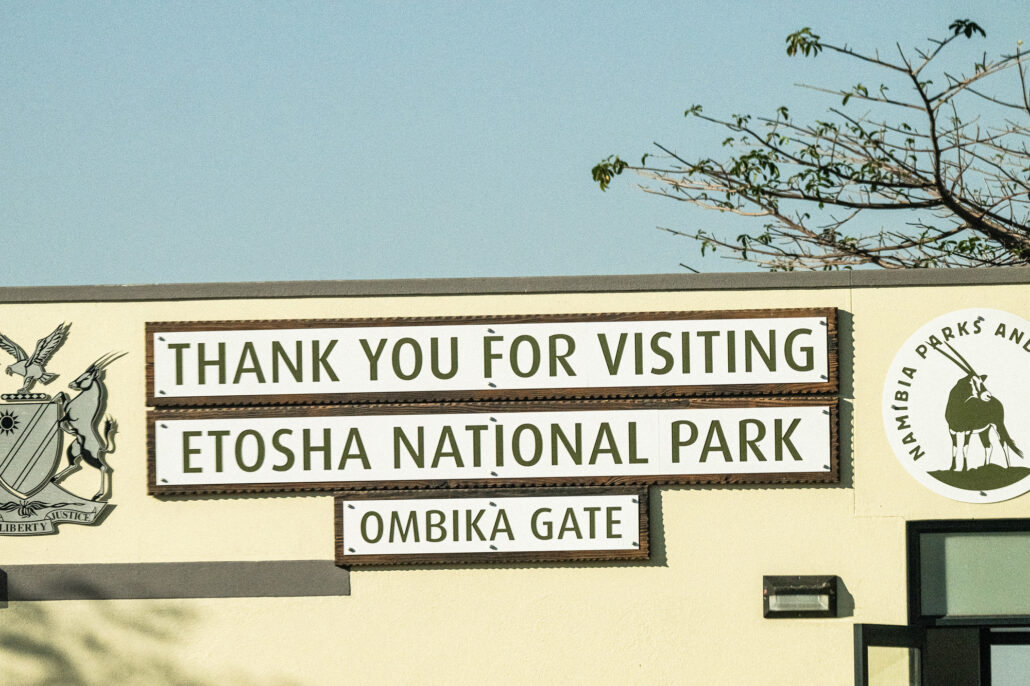 THANK YOU FOR VISITING
ETOSHA NATIONAL PARK
OMBIKA GATE
LIBERTY JUSTICE
NAMIBIA PARKS AND